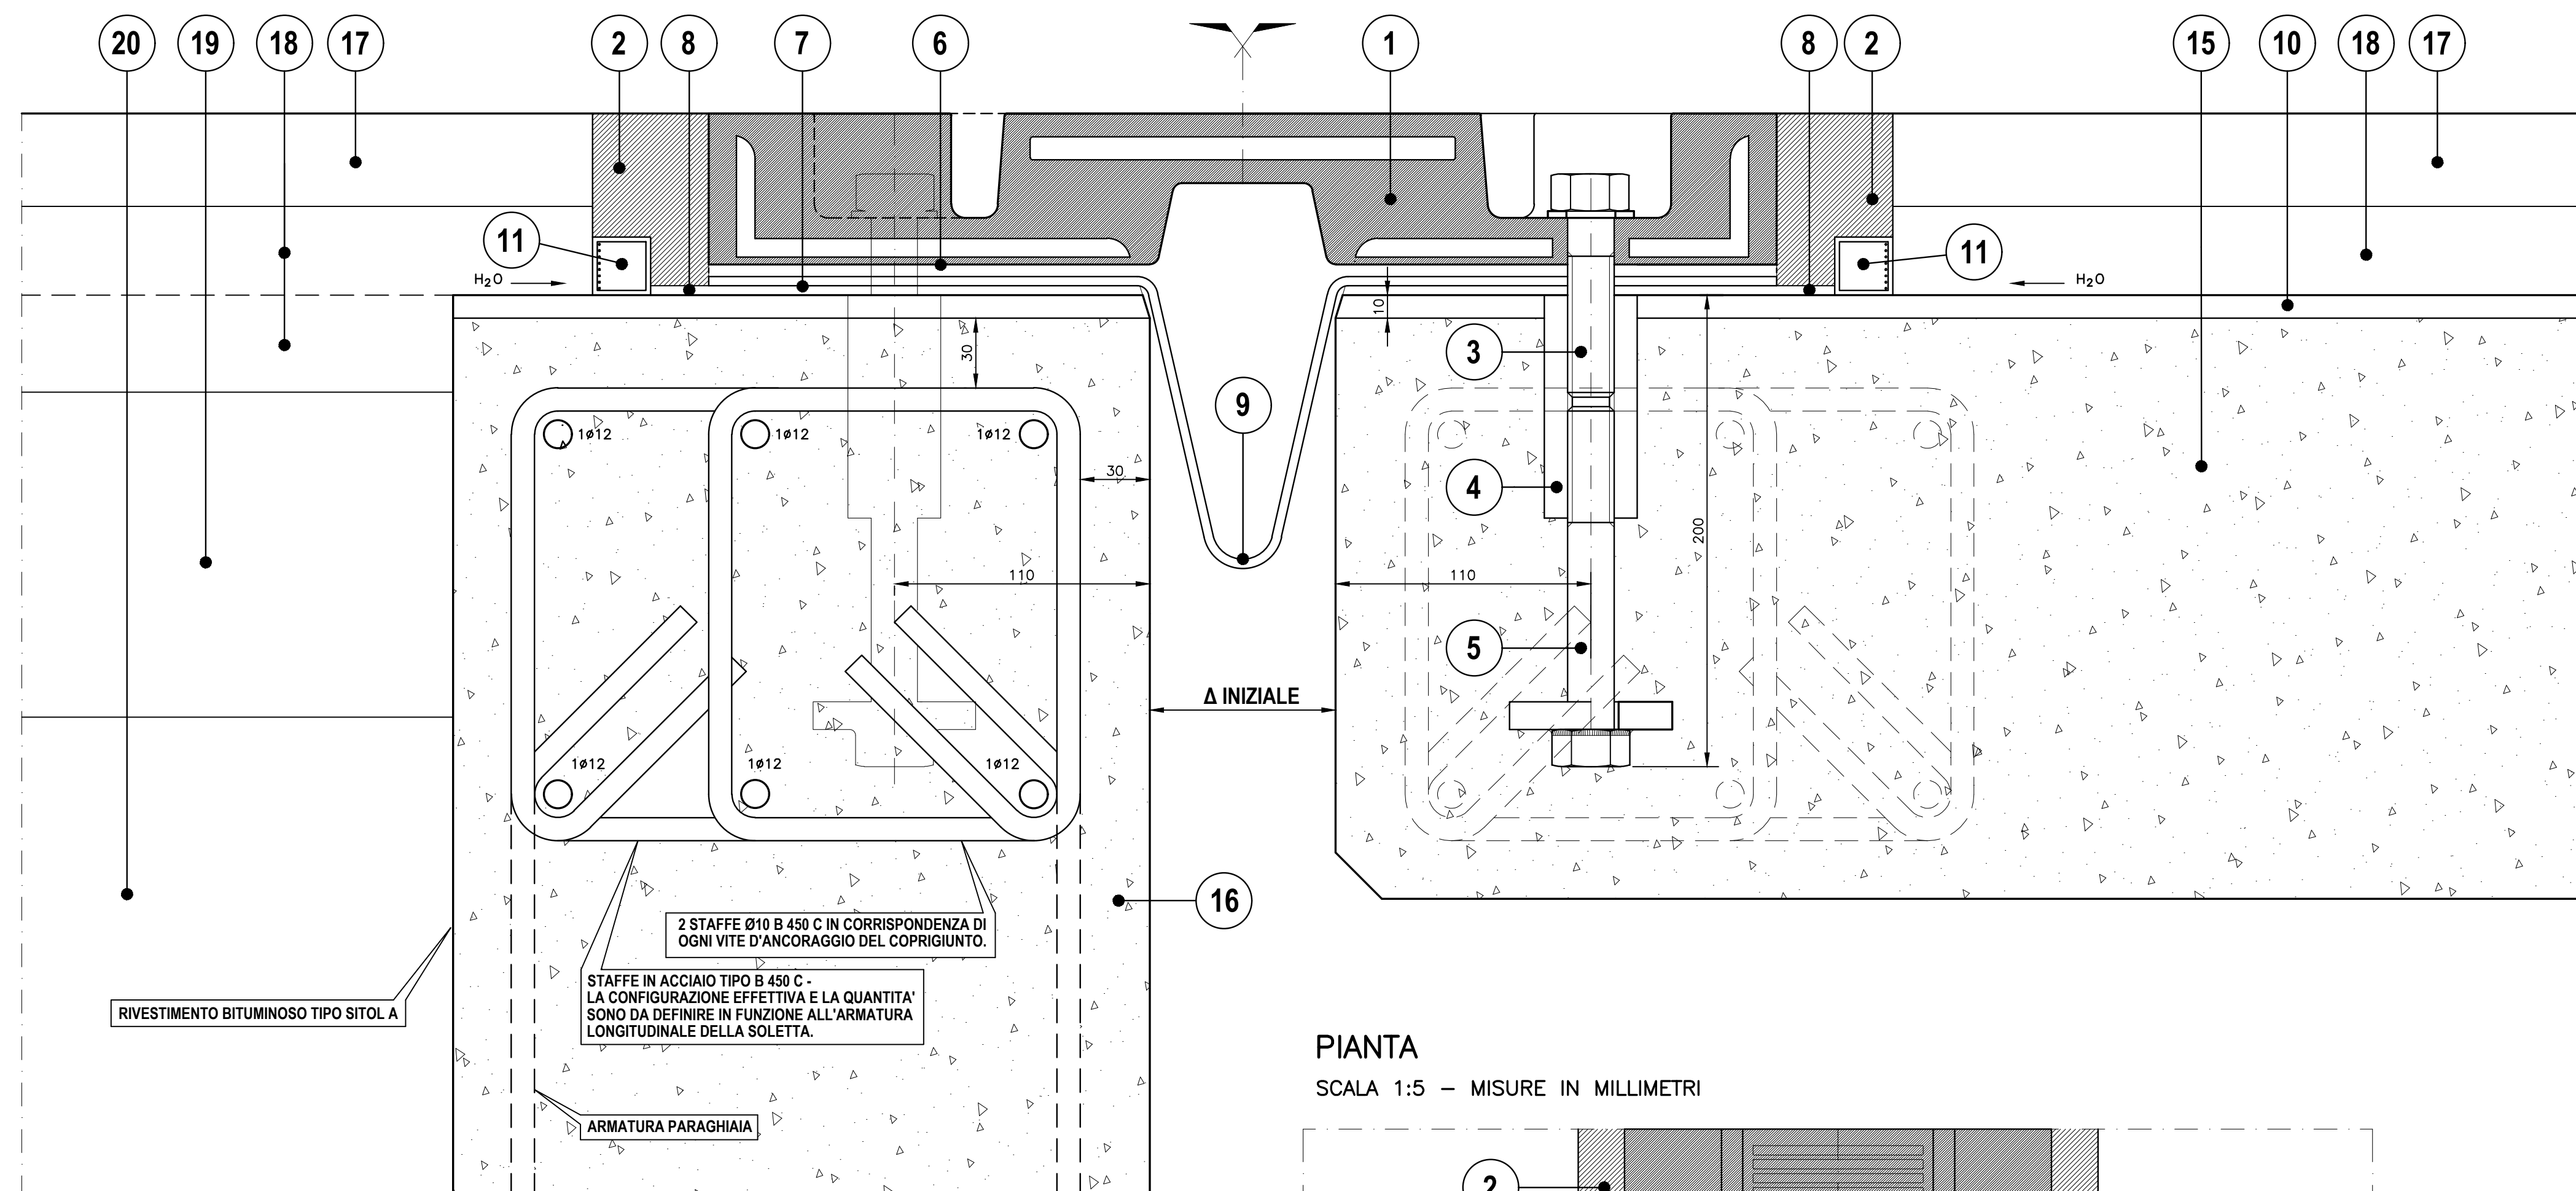 20 19 18 17 2 8 7 6 1 8 2 15 10 18 17
11
H2O
11
H2O
10
30
3
9
1ø12 1ø12 1ø12
30
4
200
110
110
5
Δ INIZIALE
1ø12 1ø12 1ø12
16
2 STAFFE Ø10 B 450 C IN CORRISPONDENZA DI
OGNI VITE D'ANCORAGGIO DEL COPRIGIUNTO.
STAFFE IN ACCIAIO TIPO B 450 C -
LA CONFIGURAZIONE EFFETTIVA E LA QUANTITA'
SONO DA DEFINIRE IN FUNZIONE ALL'ARMATURA
LONGITUDINALE DELLA SOLETTA.
RIVESTIMENTO BITUMINOSO TIPO SITOL A
ARMATURA PARAGHIAIA
PIANTA
SCALA 1:5 – MISURE IN MILLIMETRI
2